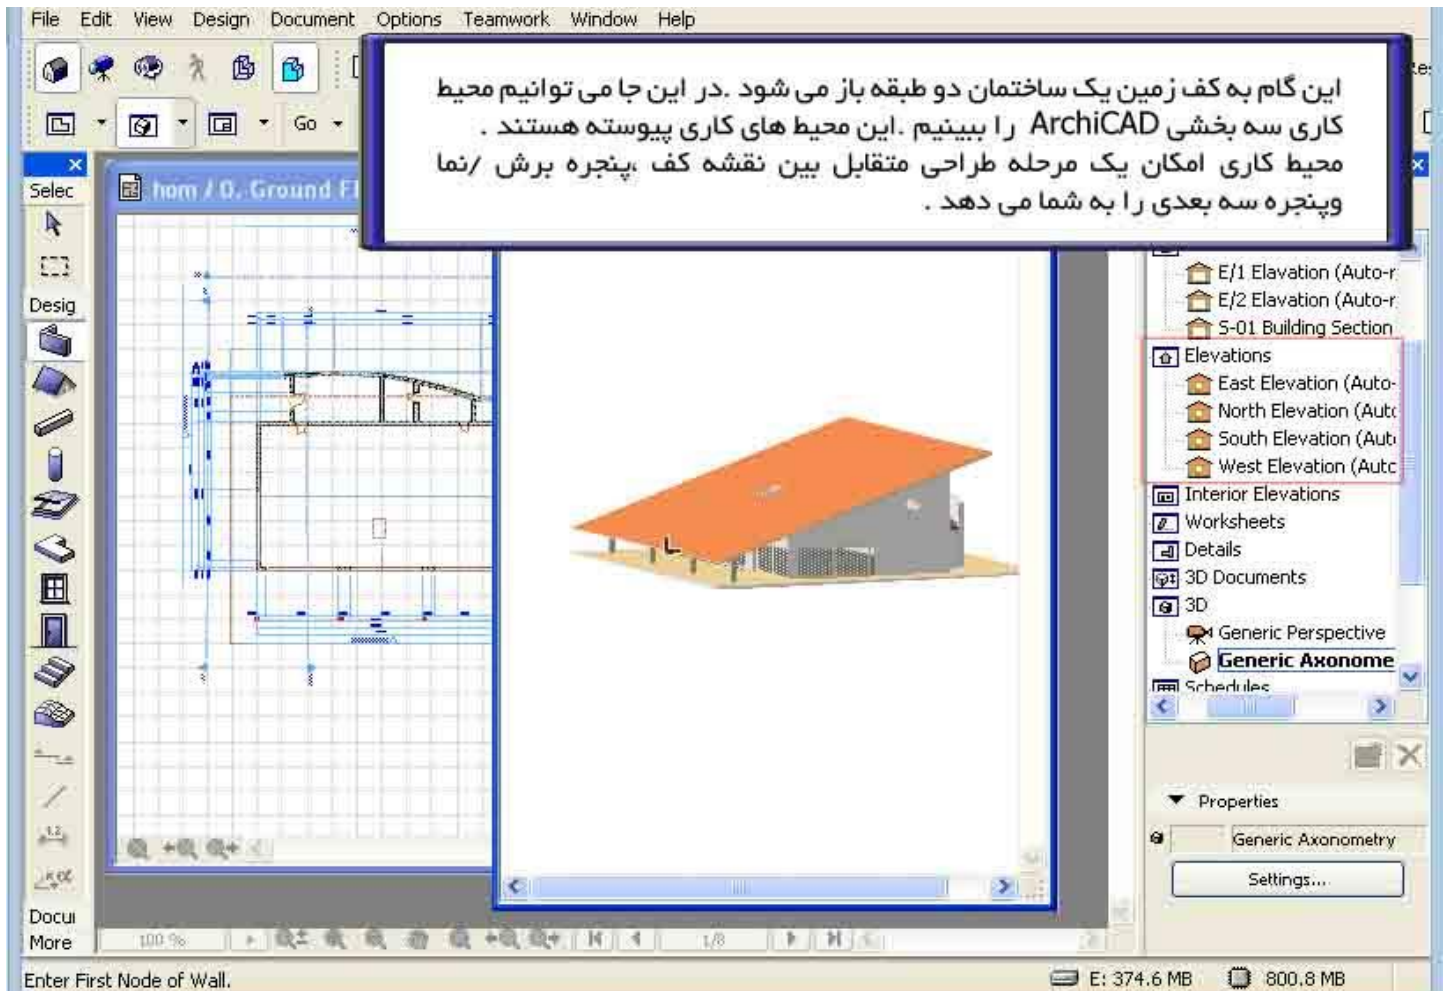 File Edit View Design Document Options Teamwork Window Help
این گام به کف زمین یک ساختمان دو طبقه باز می شود .در این جا می توانیم محیط
کاری سه بخشی ArchiCAD را ببینیم .این محیط های کاری پیوسته هستند .
محیط کاری امکان یک مرحله طراحی متقابل بین نقشه کف ،پنجره برش /نما
وپنجره سه بعدی را به شما می دهد .
Go
Selec
hom / 0. Ground Fl
Desig
E/1 Elavation (Auto-r
E/2 Elavation (Auto-r
S-01 Building Section
Elevations
East Elevation (Auto-
North Elevation (Auto
South Elevation (Aut
West Elevation (Auto
Interior Elevations
Worksheets
Details
3D Documents
3D
Generic Perspective
Generic Axonome
Schedules
Properties
Generic Axonometry
Settings...
Docu
More
100 %
1/8
Enter First Node of Wall.
E: 374.6 MB
800.8 MB